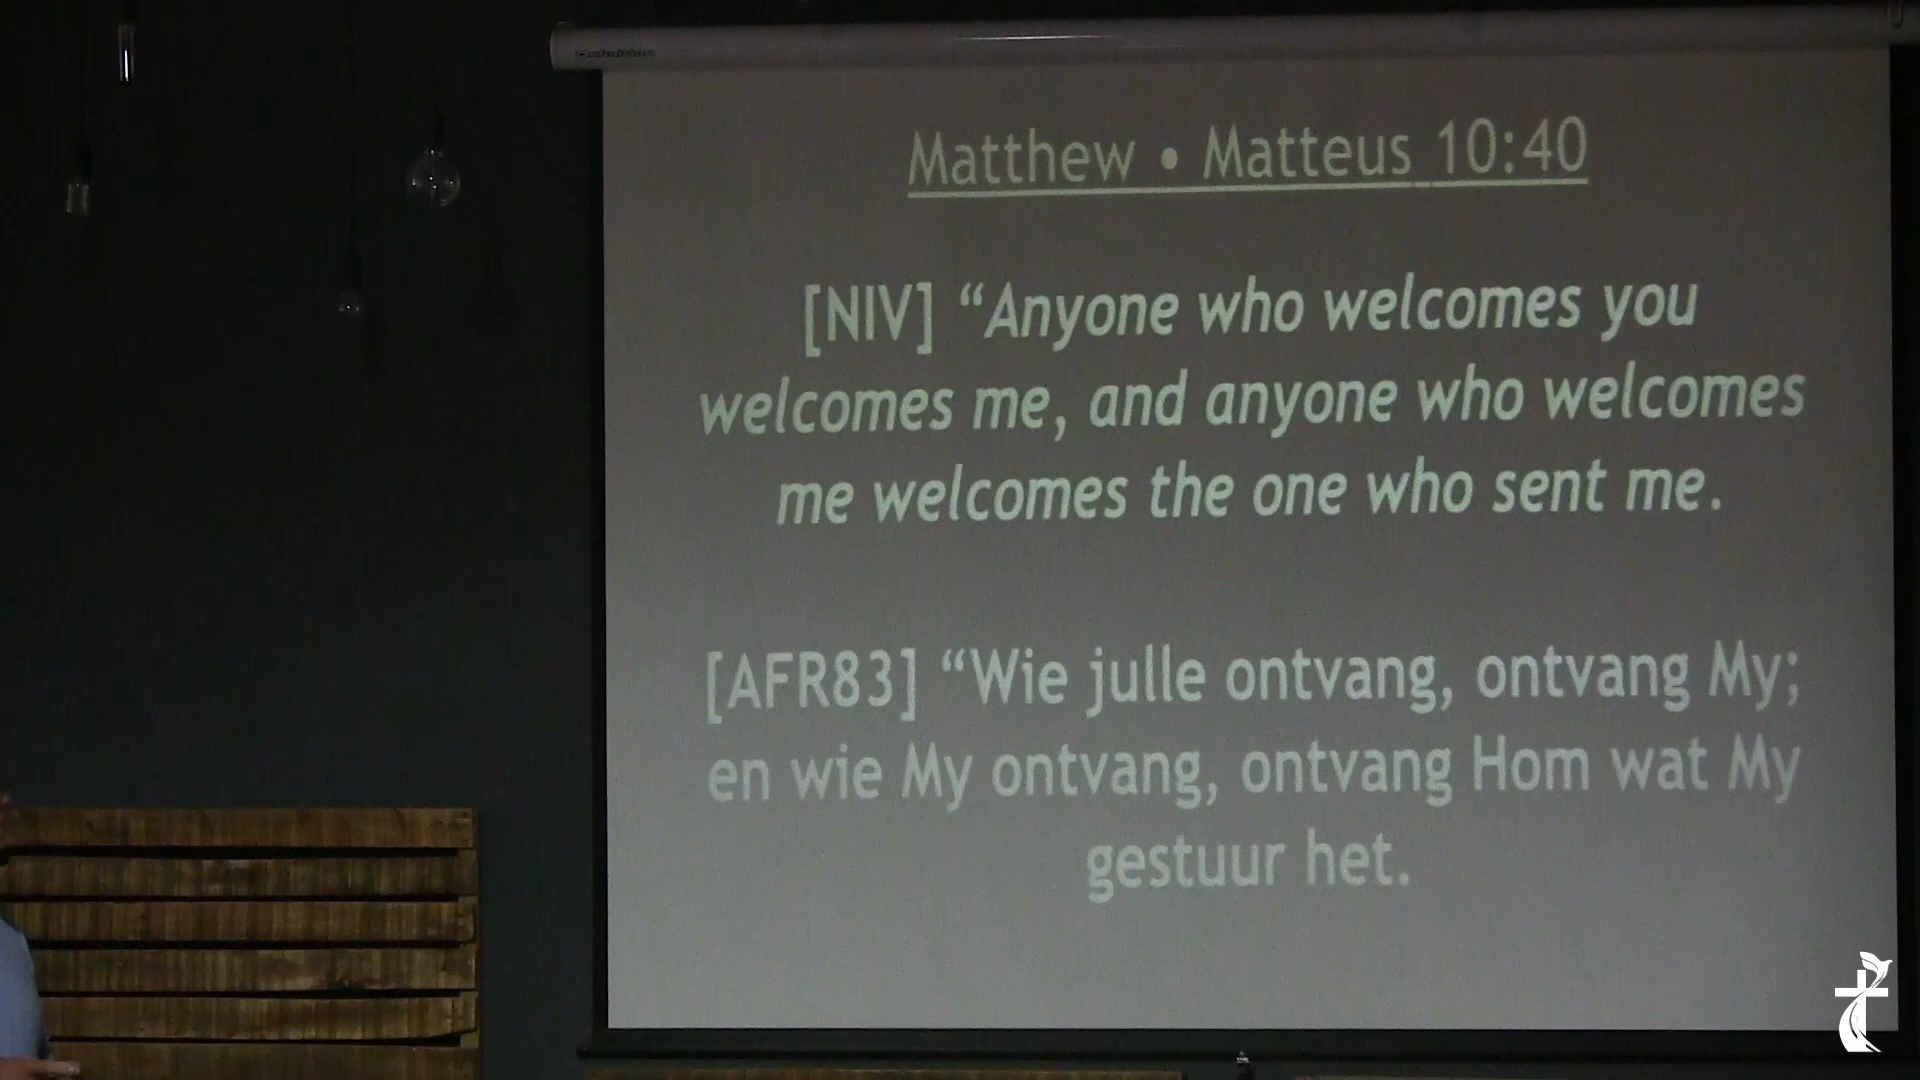 Matthew • Matteus 10:40
[NIV] “Anyone who welcomes you
welcomes me, and anyone who welcomes
me welcomes the one who sent me.
[AFR83] “Wie julle ontvang, ontvang My;
en wie My ontvang, ontvang Hom wat My
gestuur het.